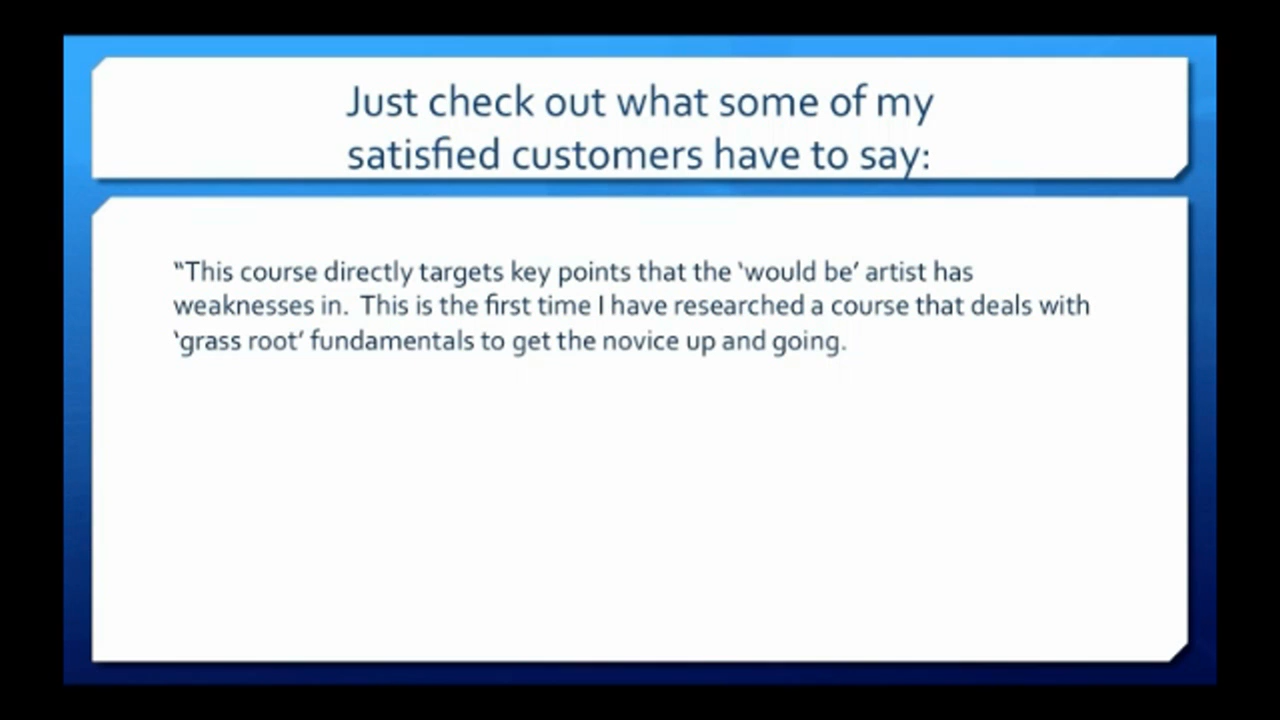 Just check out what some of my
satisfied customers have to say:
“This course directly targets key points that the ‘would be’ artist has
weaknesses in.  This is the first time I have researched a course that deals with
‘grass root’ fundamentals to get the novice up and going.